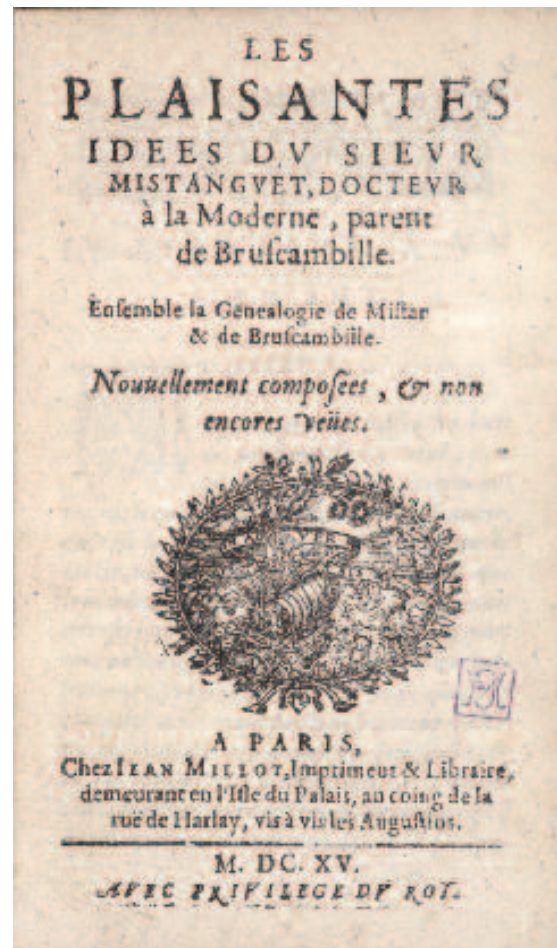 LES
PLAISANTES
IDEES DV SIEVR
MISTANGVET, DOCTEVR
à la Moderne, parent
de Bruſcambille.
Enſemble la Genealogie de Miſtan
& de Bruſcambille.
Nouuellement compoſees, & non
encores veües.
A PARIS,
Chez IEAN MILLOT, Imprimeur & Libraire,
demeurant en l'Iſle du Palais, au coing de la
ruë de Harlay, vis à vis les Auguſtins.
M. DC. XV.
AVEC PRIVILEGE DV ROY.